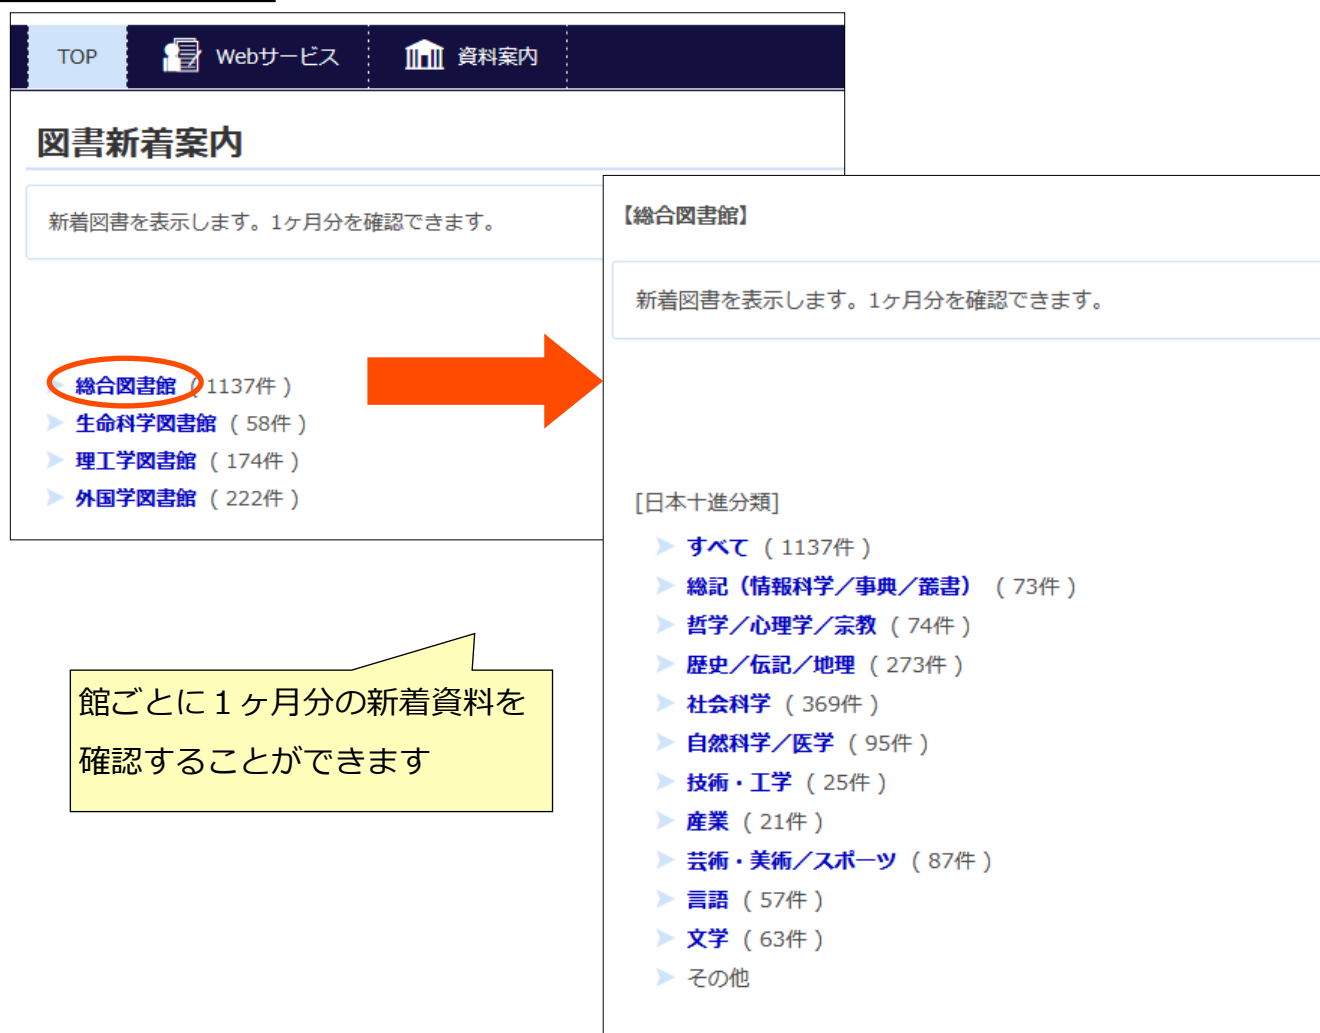 TOP Webサービス 資料案内
図書新着案内
新着図書を表示します。1ヶ月分を確認できます。
総合図書館 ( 1137件 )
生命科学図書館 ( 58件 )
理工学図書館 ( 174件 )
外国学図書館 ( 222件 )
館ごとに１ヶ月分の新着資料を
確認することができます
【総合図書館】
新着図書を表示します。1ヶ月分を確認できます。
[日本十進分類]
すべて ( 1137件 )
総記（情報科学／事典／叢書） ( 73件 )
哲学／心理学／宗教 ( 74件 )
歴史／伝記／地理 ( 273件 )
社会科学 ( 369件 )
自然科学／医学 ( 95件 )
技術・工学 ( 25件 )
産業 ( 21件 )
芸術・美術／スポーツ ( 87件 )
言語 ( 57件 )
文学 ( 63件 )
その他